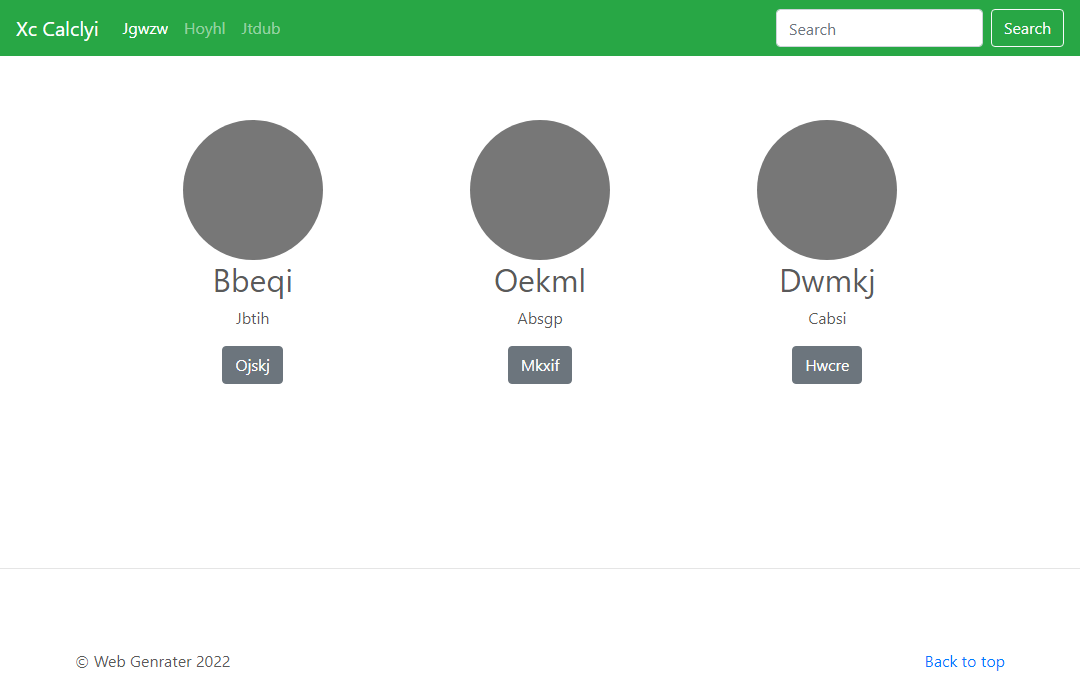 Xc Calclyi Jgwzw Hoyhl Jtdub Search Search
Bbeqi Oekml Dwmkj
Jbtih Absgp Cabsi
Ojskj Mkxif Hwcre
© Web Genrater 2022 Back to top